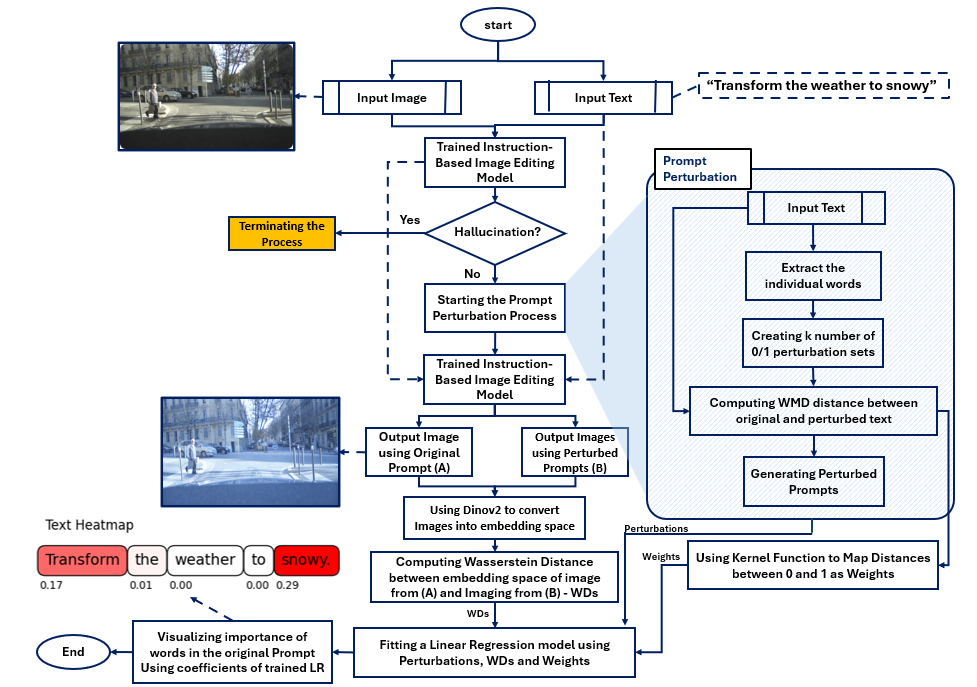 start
Input Image
Input Text
“Transform the weather to snowy”
Trained Instruction-
Based Image Editing
Model
Prompt
Perturbation
Input Text
Yes
Hallucination?
Terminating the
Process
No
Extract the
individual words
Starting the Prompt
Perturbation Process
Creating k number of
0/1 perturbation sets
Trained Instruction-
Based Image Editing
Model
Computing WMD distance between
original and perturbed text
Output Image
using Original
Prompt (A)
Output Images
using Perturbed
Prompts (B)
Generating Perturbed
Prompts
Using Dinov2 to convert
Images into embedding space
Text Heatmap
Transform the weather to snowy.
0.17 0.01 0.00 0.00 0.29
Perturbations
Weights
Using Kernel Function to Map Distances
between 0 and 1 as Weights
Computing Wasserstein Distance
between embedding space of image
from (A) and Imaging from (B) - WDs
WDs
Fitting a Linear Regression model using
Perturbations, WDs and Weights
Visualizing importance of
words in the original Prompt
Using coefficients of trained LR
End